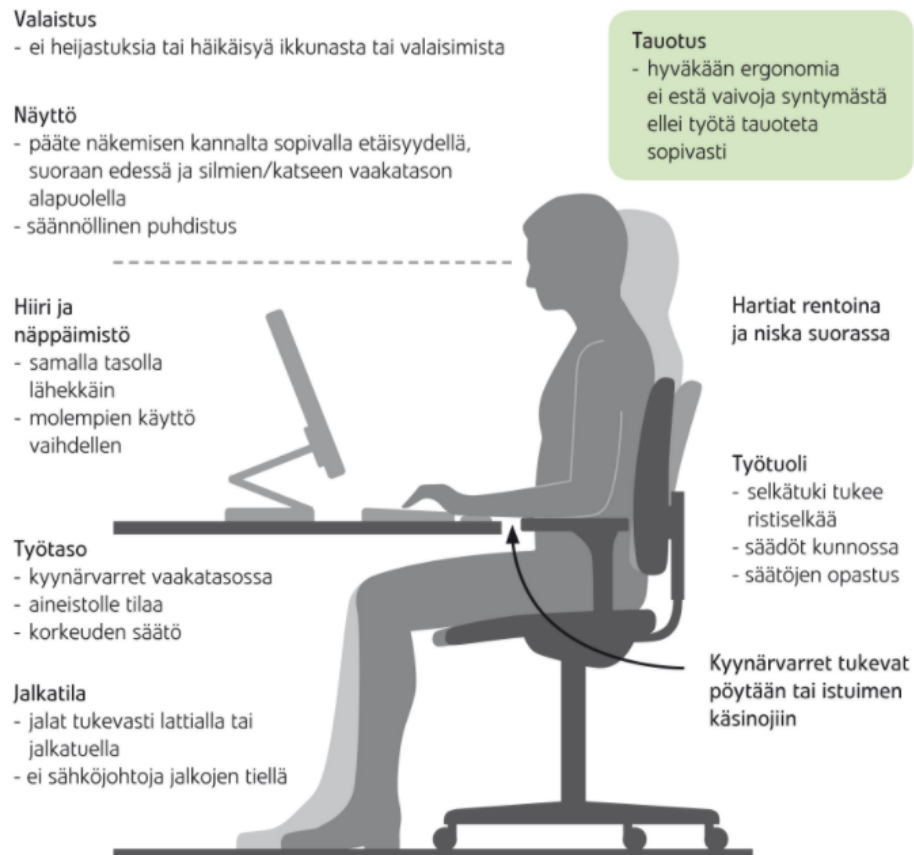 Valaistus
- ei heijastuksia tai häikäisyä ikkunasta tai valaisimista
Tauotus
- hyväkään ergonomia
ei estä vaivoja syntymästä
ellei työtä tauoteta
sopivasti
Näyttö
- pääte näkemisen kannalta sopivalla etäisyydellä,
suoraan edessä ja silmien/katseen vaakatason
alapuolella
- säännöllinen puhdistus
Hiiri ja
näppäimistö
- samalla tasolla
lähekkäin
- molempien käyttö
vaihdellen
Hartiat rentoina
ja niska suorassa
Työtuoli
- selkätuki tukee
ristiselkää
- säädöt kunnossa
- säätöjen opastus
Työtaso
- kyynärvarret vaakatasossa
- aineistolle tilaa
- korkeuden säätö
Kyynärvarret tukevat
pöytään tai istuimen
käsinojiin
Jalkatila
- jalat tukevasti lattialla tai
jalkatuella
- ei sähköjohtoja jalkojen tiellä